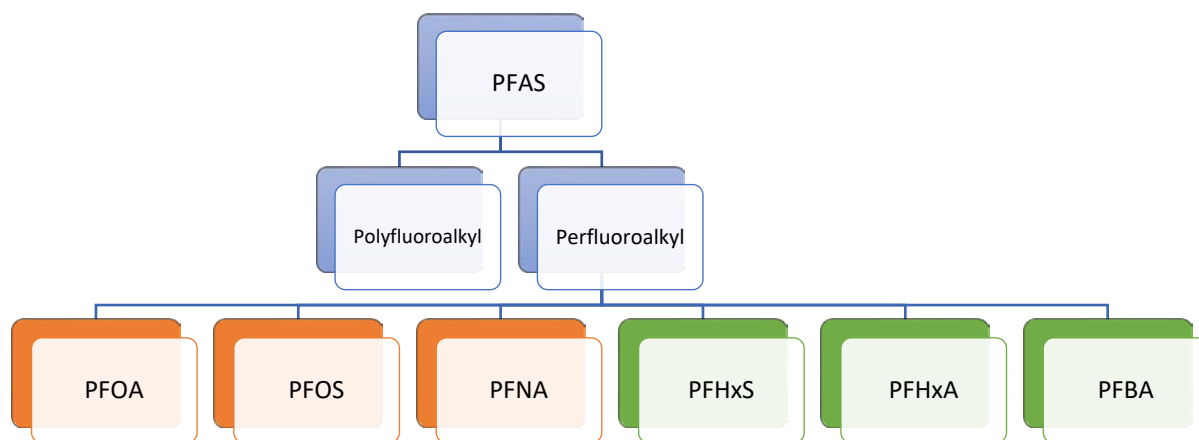 PFAS
Polyfluoroalkyl
Perfluoroalkyl
PFOA
PFOS
PFNA
PFHxS
PFHxA
PFBA